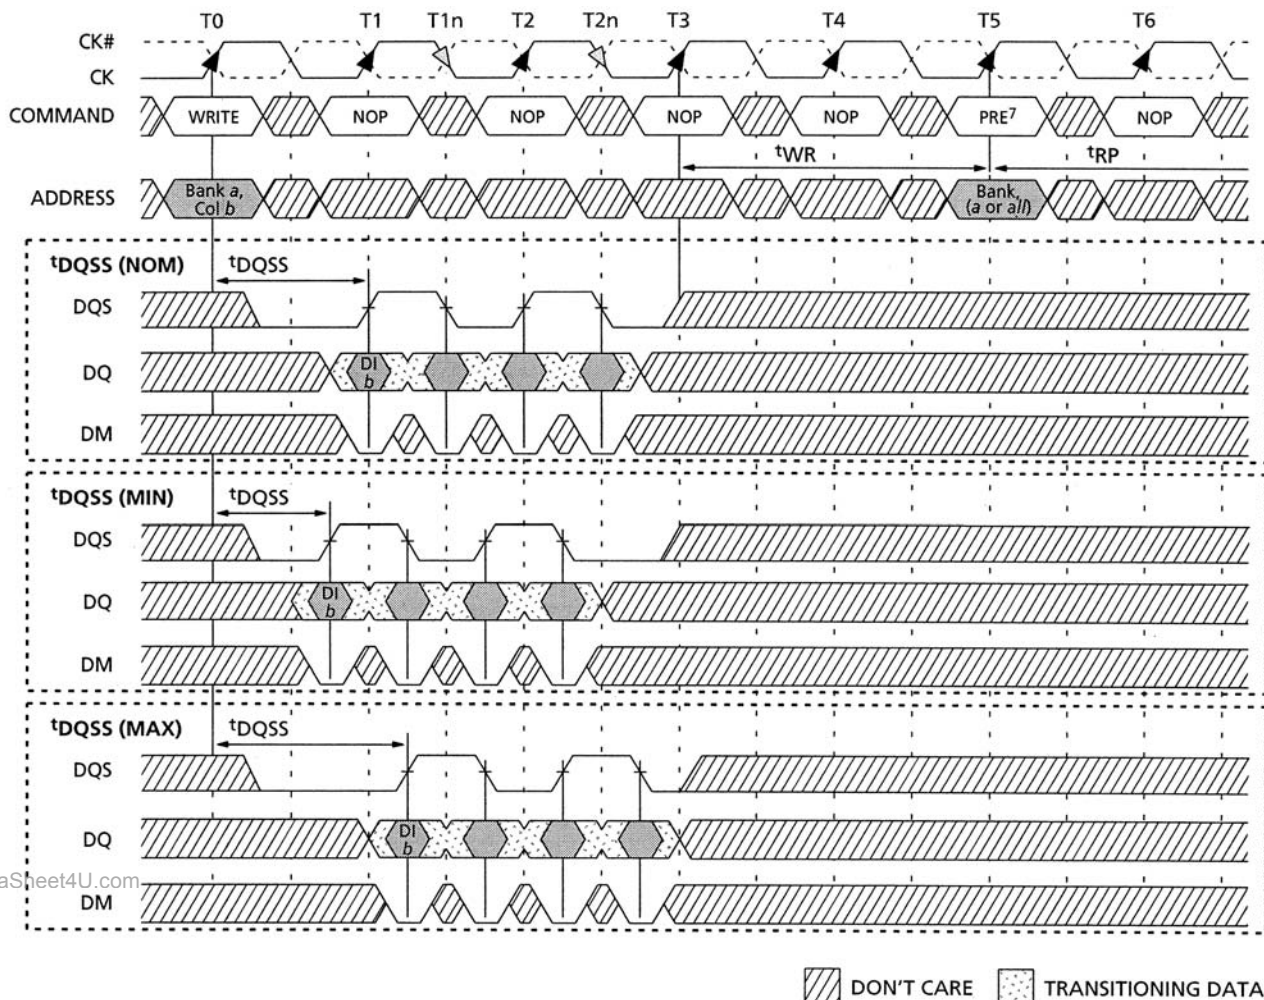 T0 T1 T1n T2 T2n T3 T4 T5 T6
CK#
CK
COMMAND WRITE NOP NOP NOP NOP PRE7 NOP
tWR tRP
ADDRESS Bank a, Col b Bank, (a or all)
tDQSS (NOM) tDQSS
DQS
DQ DI b
DM
tDQSS (MIN) tDQSS
DQS
DQ DI b
DM
tDQSS (MAX) tDQSS
DQS
DQ DI b
aSheet4U.com
DM
DON'T CARE TRANSITIONING DATA